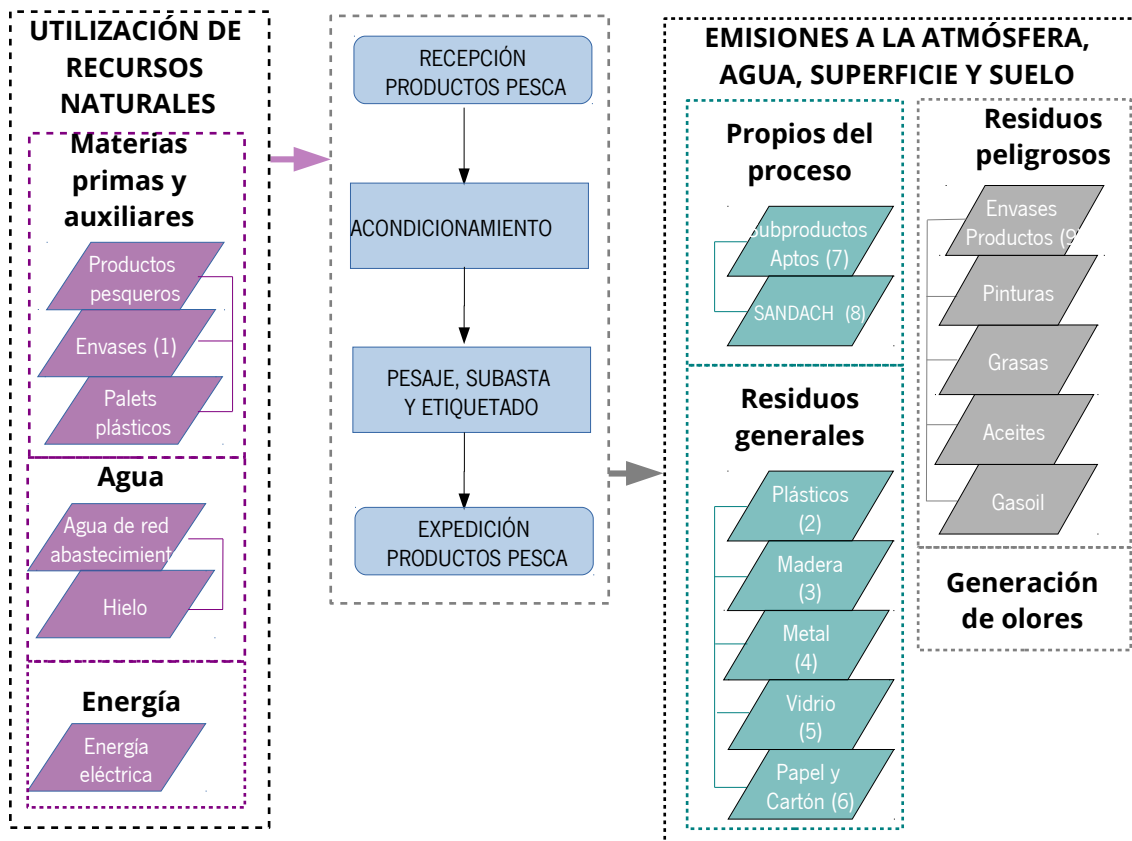 UTILIZACIÓN DE
RECURSOS
NATURALES
Materías
primas y
auxiliares
Productos
pesqueros
Envases (1)
Palets
plásticos
Agua
Agua de red
abastecimient
Hielo
Energía
Energía
eléctrica
RECEPCIÓN
PRODUCTOS PESCA
ACONDICIONAMIENTO
PESAJE, SUBASTA
Y ETIQUETADO
EXPEDICIÓN
PRODUCTOS PESCA
EMISIONES A LA ATMÓSFERA,
AGUA, SUPERFICIE Y SUELO
Propios del
proceso
Subproductos
Aptos (7)
SANDACH (8)
Residuos
generales
Plásticos
(2)
Madera
(3)
Metal
(4)
Vidrio
(5)
Papel y
Cartón (6)
Residuos
peligrosos
Envases
Productos (9)
Pinturas
Grasas
Aceites
Gasoil
Generación
de olores